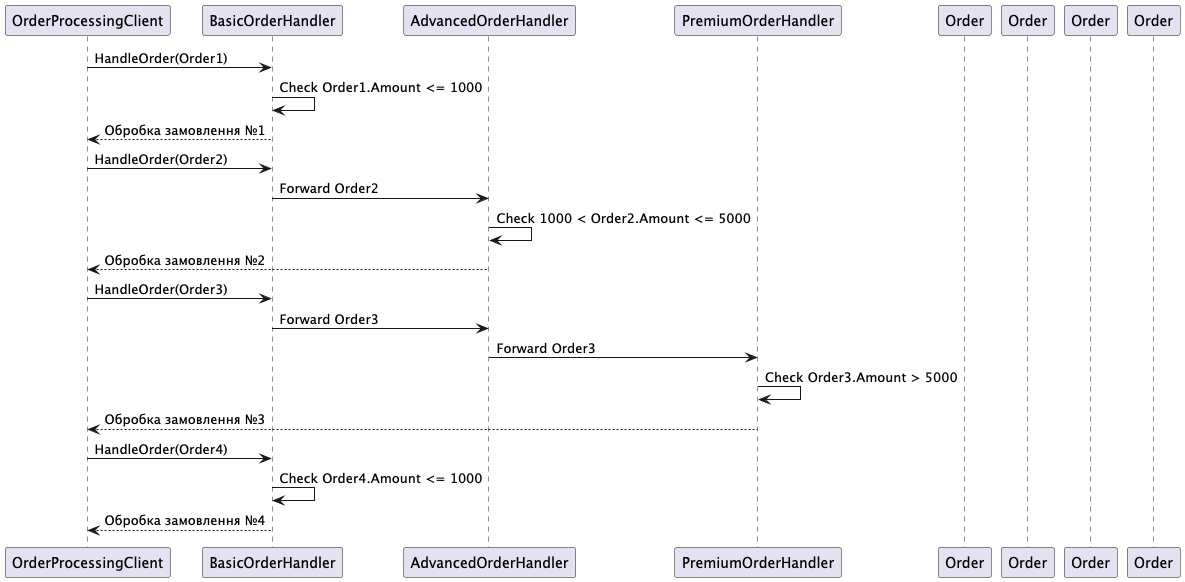 OrderProcessingClient
BasicOrderHandler
AdvancedOrderHandler
PremiumOrderHandler
Order
Order
Order
Order
HandleOrder(Order1)
Check Order1.Amount <= 1000
Обробка замовлення №1
HandleOrder(Order2)
Forward Order2
Check 1000 < Order2.Amount <= 5000
Обробка замовлення №2
HandleOrder(Order3)
Forward Order3
Forward Order3
Check Order3.Amount > 5000
Обробка замовлення №3
HandleOrder(Order4)
Check Order4.Amount <= 1000
Обробка замовлення №4
OrderProcessingClient
BasicOrderHandler
AdvancedOrderHandler
PremiumOrderHandler
Order
Order
Order
Order